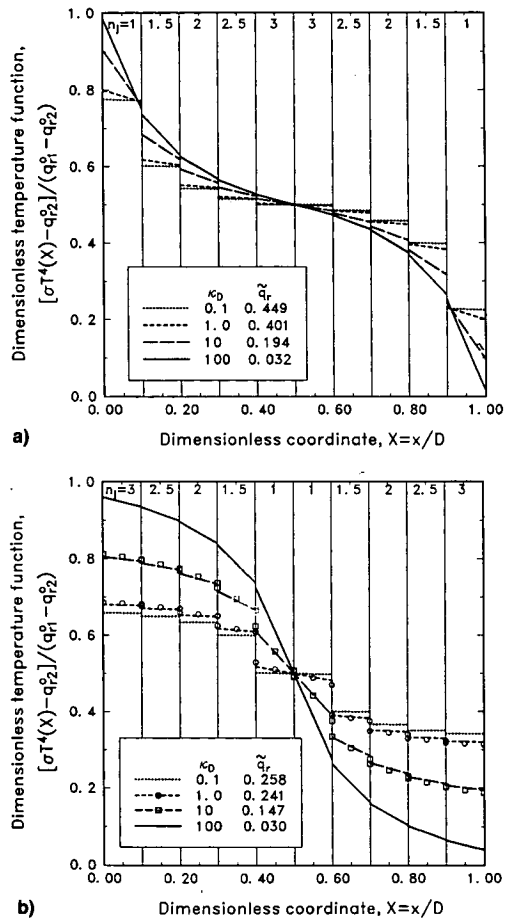 n_j=1 1.5 2 2.5 3 3 2.5 2 1.5 1
Dimensionless temperature function,
[σT⁴(X)−q°r2]/(q°r1−q°r2)
1.0
0.8
0.6
0.4
0.2
0.0
κ_D q̃_r
0.1 0.449
1.0 0.401
10 0.194
100 0.032
0.00 0.20 0.40 0.60 0.80 1.00
a) Dimensionless coordinate, X=x/D
n_j=3 2.5 2 1.5 1 1 1.5 2 2.5 3
Dimensionless temperature function,
[σT⁴(X)−q°r2]/(q°r1−q°r2)
1.0
0.8
0.6
0.4
0.2
0.0
κ_D q̃_r
0.1 0.258
1.0 0.241
10 0.147
100 0.030
0.00 0.20 0.40 0.60 0.80 1.00
b) Dimensionless coordinate, X=x/D